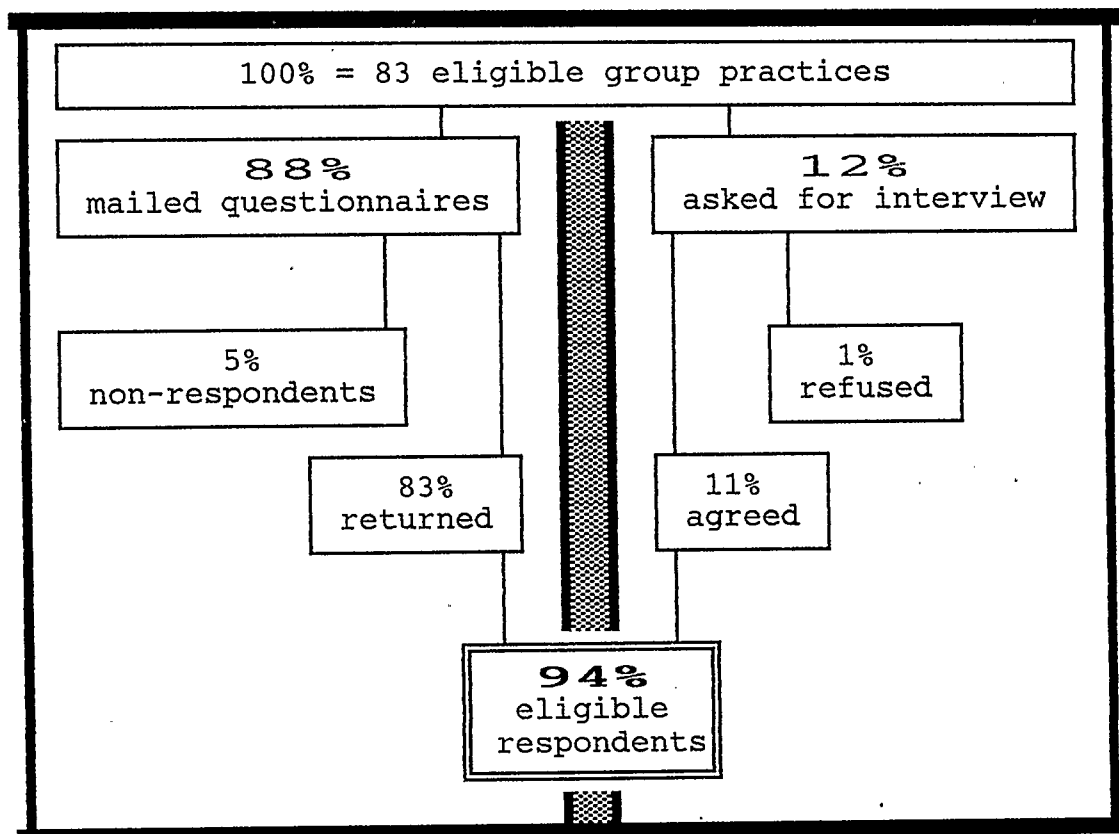 100% = 83 eligible group practices
88%
mailed questionnaires
12%
asked for interview
5%
non-respondents
1%
refused
83%
returned
11%
agreed
94%
eligible
respondents